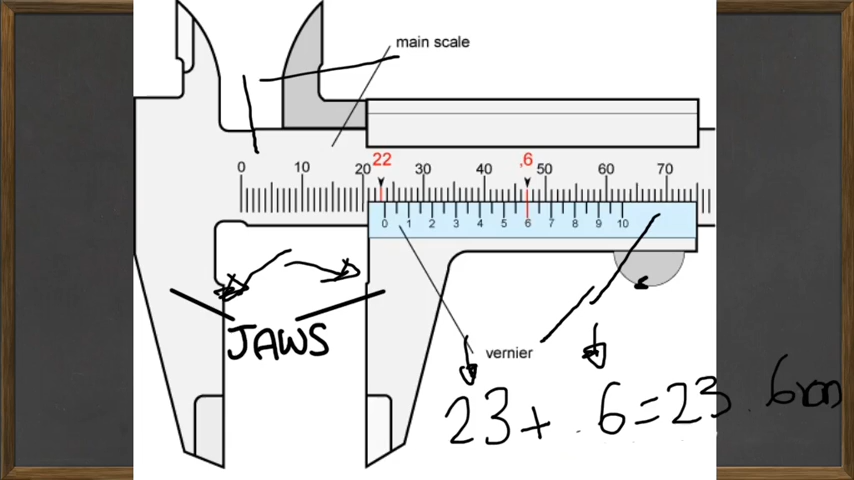 main scale
22 ,6
0 10 20 30 40 50 60 70
0 1 2 3 4 5 6 7 8 9 10
JAWS
vernier
23 + .6 = 23.6